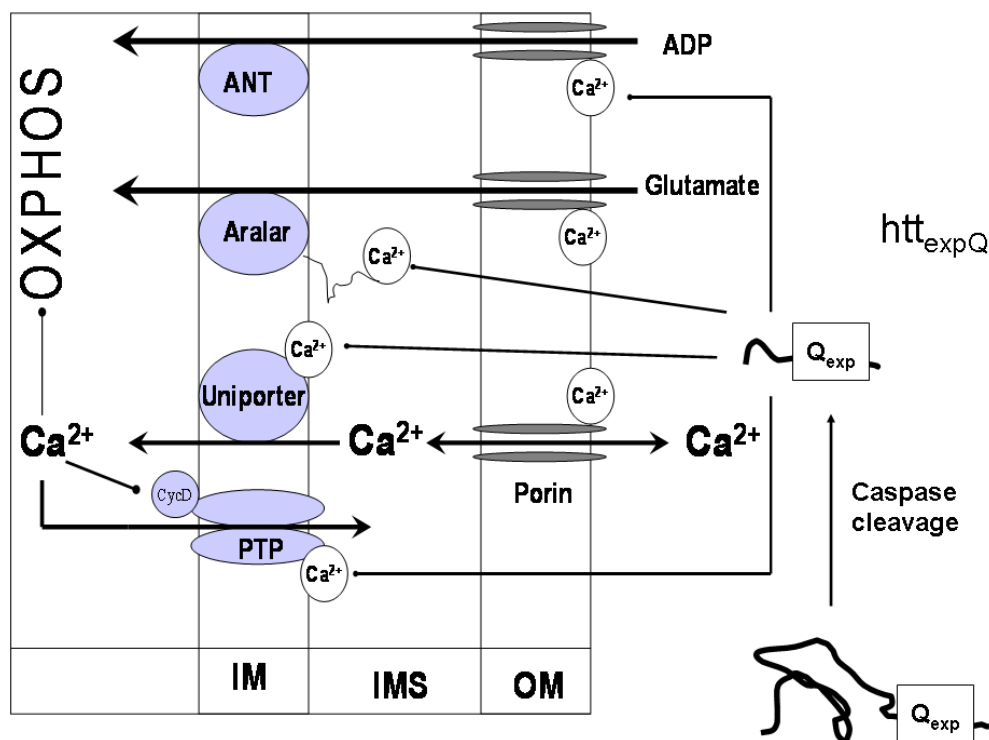 OXPHOS
ADP
ANT
Ca2+
Glutamate
Aralar
Ca2+
Ca2+
httexpQ
Ca2+
Qexp
Uniporter
Ca2+
Ca2+
Ca2+
Ca2+
CycD
Porin
Caspase
cleavage
PTP
Ca2+
IM
IMS
OM
Qexp